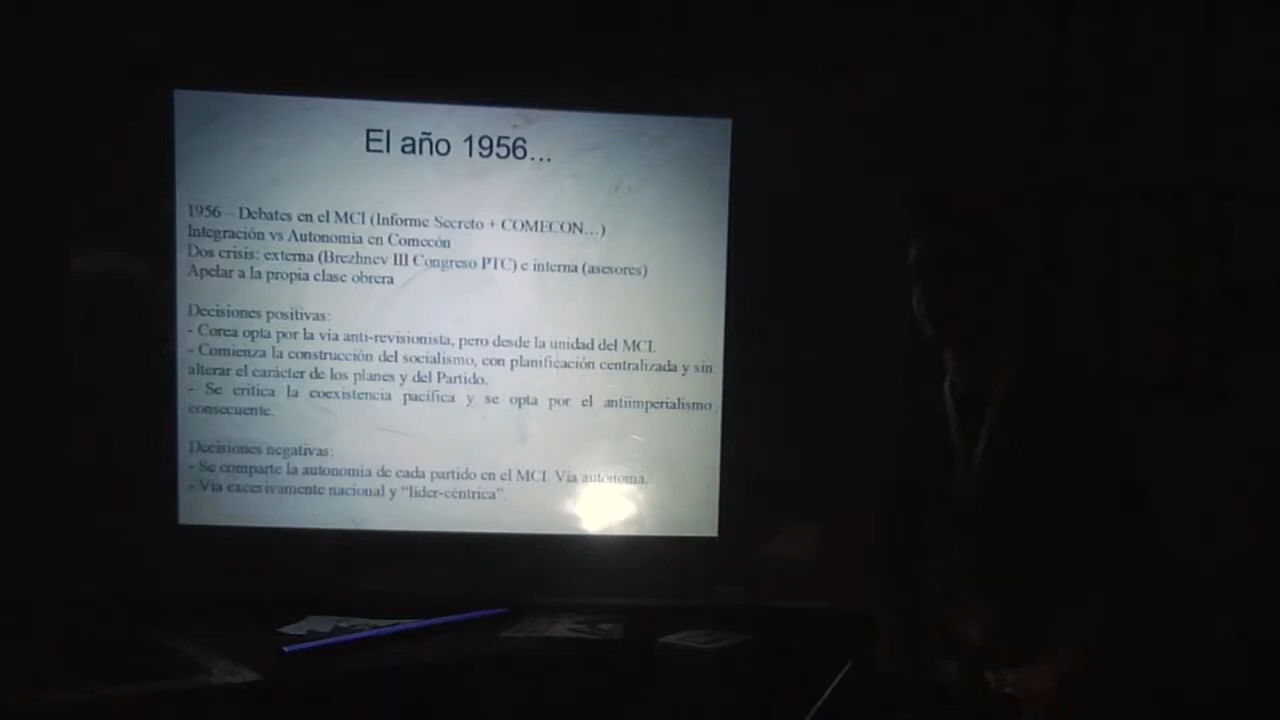 El año 1956...
1956 – Debates en el MCI (Informe Secreto + COMECON...)
Integración vs Autonomía en Comecón
Dos crisis: externa (Brezhnev III Congreso PTC) e interna (asesores)
Apelar a la propia clase obrera
Decisiones positivas:
- Corea opta por la vía anti-revisionista, pero desde la unidad del MCI.
- Comienza la construcción del socialismo, con planificación centralizada y sin
alterar el carácter de los planes y del Partido.
- Se critica la coexistencia pacífica y se opta por el antiimperialismo
consecuente.
Decisiones negativas:
- Se comparte la autonomía de cada partido en el MCI. Vía autónoma.
- Vía excesivamente nacional y “líder-céntrica”.